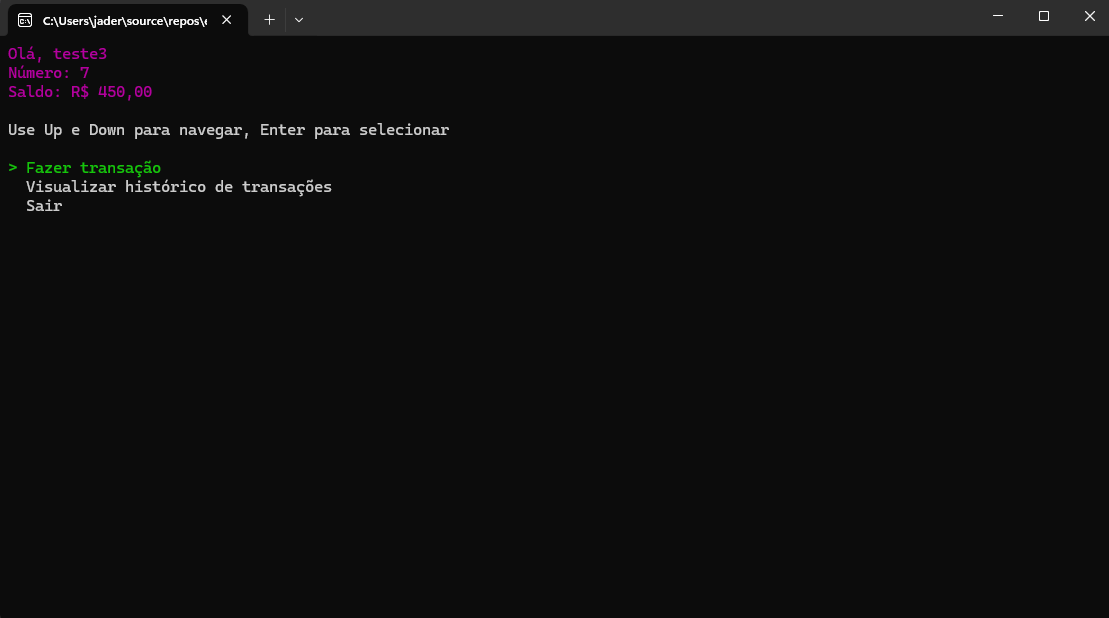 C:\Users\jader\source\repos\
Olá, teste3
Número: 7
Saldo: R$ 450,00
Use Up e Down para navegar, Enter para selecionar
> Fazer transação
Visualizar histórico de transações
Sair